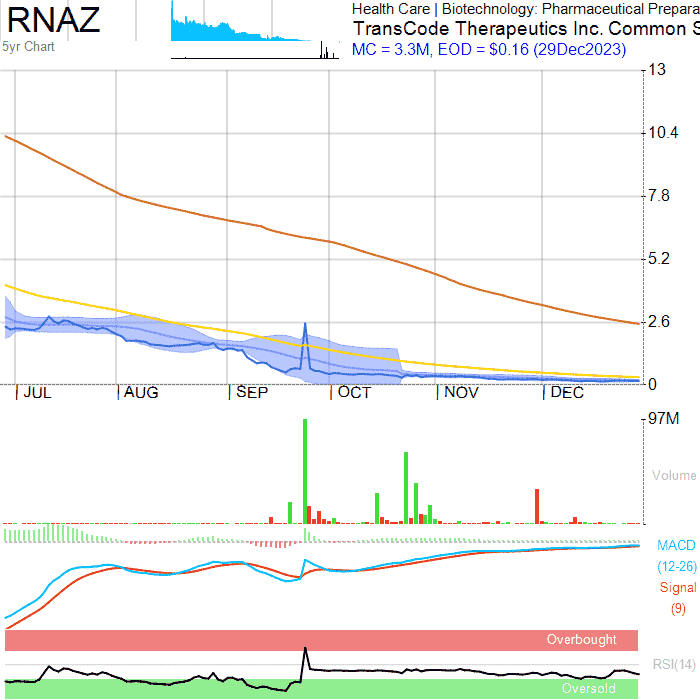 RNAZ
5yr Chart
Health Care | Biotechnology: Pharmaceutical Prepara
TransCode Therapeutics Inc. Common S
MC = 3.3M, EOD = $0.16 (29Dec2023)
13
10.4
7.8
5.2
2.6
0
JUL AUG SEP OCT NOV DEC
97M
Volume
MACD
(12-26)
Signal
(9)
Overbought
RSI(14)
Oversold